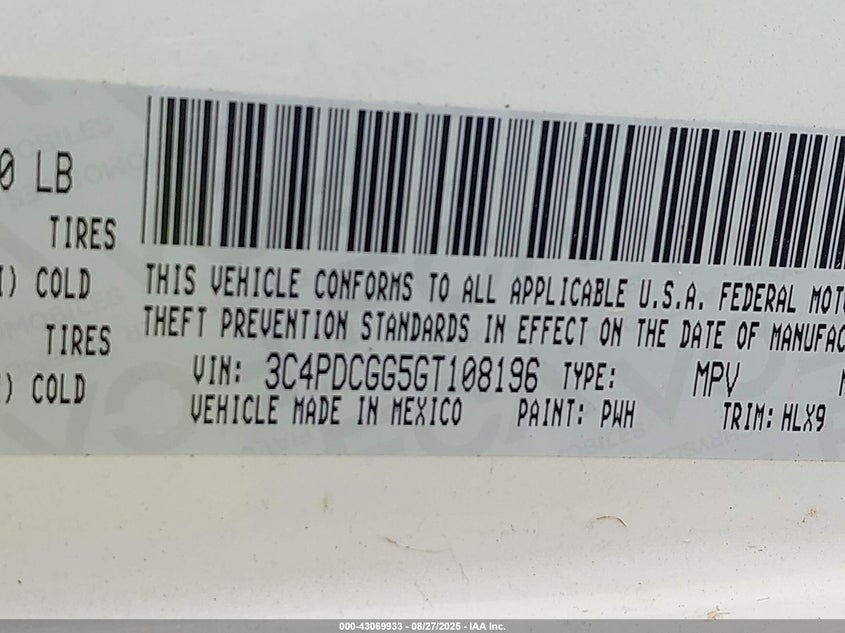 0 LB
TIRES
) COLD
TIRES
) COLD
THIS VEHICLE CONFORMS TO ALL APPLICABLE U.S.A. FEDERAL MOTO
THEFT PREVENTION STANDARDS IN EFFECT ON THE DATE OF MANUFAC
VIN: 3C4PDCGG5GT108196 TYPE: MPV
VEHICLE MADE IN MEXICO PAINT: PWH TRIM: HLX9
000-43069933 - 08/27/2025 - IAA Inc.